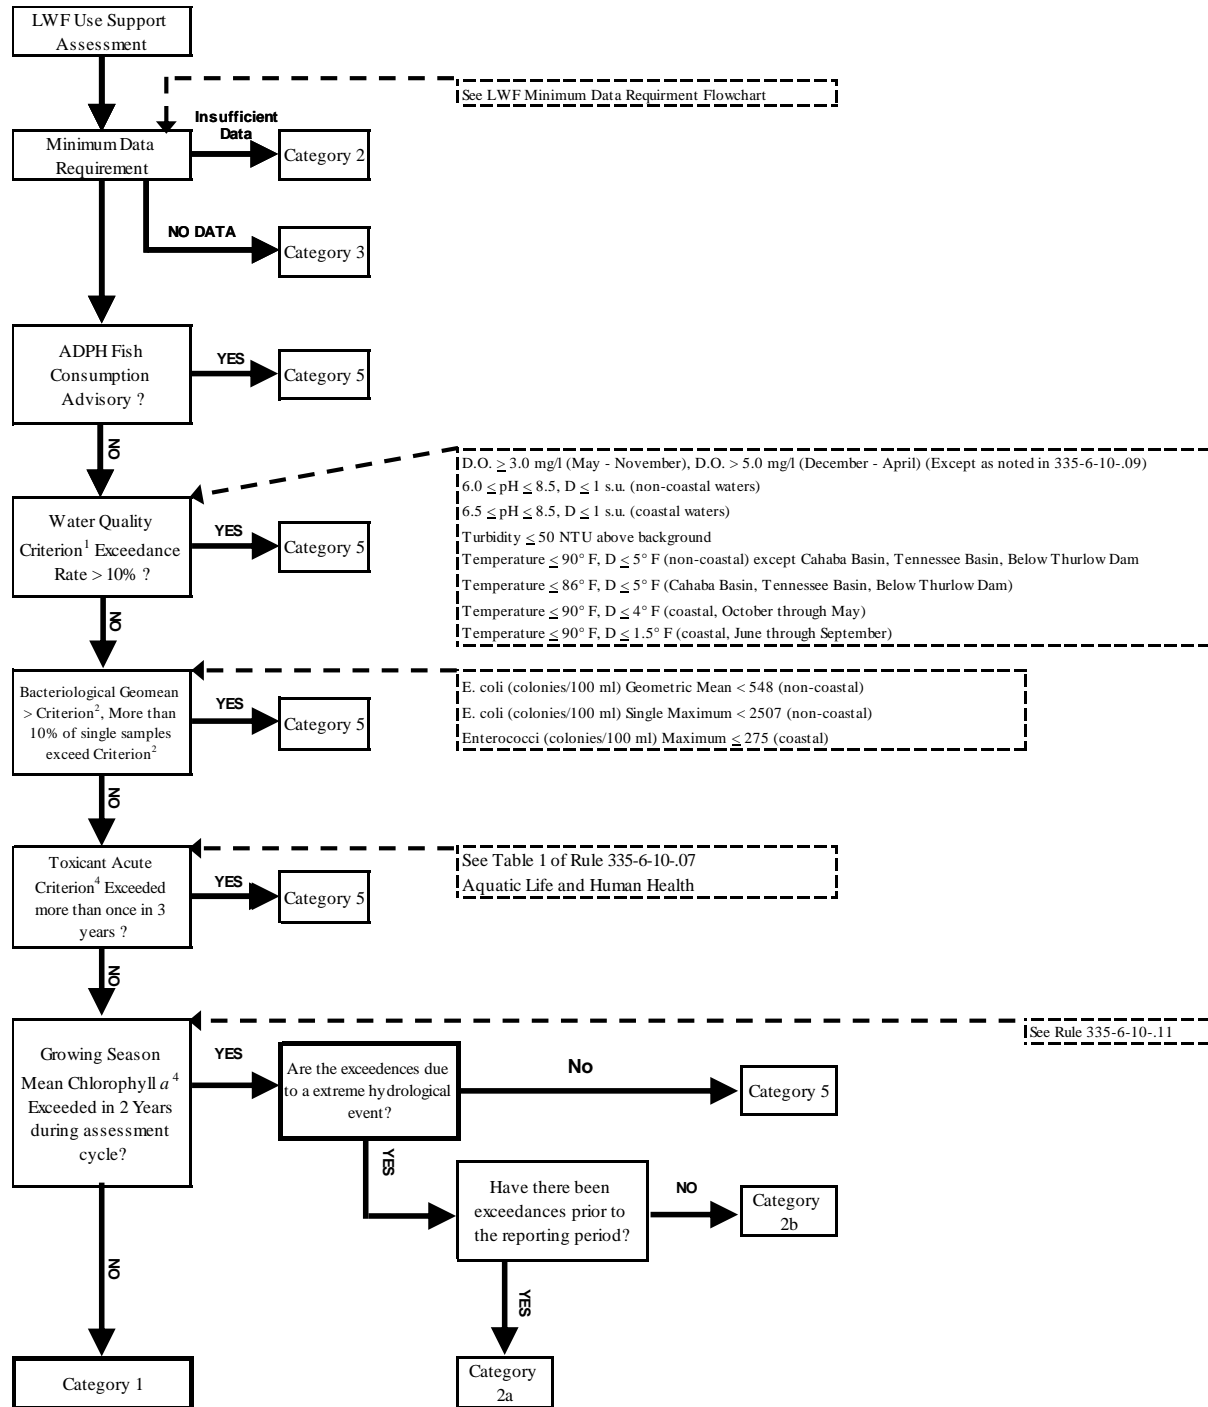 LWF Use Support
Assessment
See LWF Minimum Data Requirment Flowchart
Insufficient
Data
Minimum Data
Requirement
Category 2
NO DATA
Category 3
ADPH Fish
Consumption
Advisory ?
YES
Category 5
NO
D.O. ≥ 3.0 mg/l (May - November), D.O. > 5.0 mg/l (December - April) (Except as noted in 335-6-10-.09)
6.0 ≤ pH ≤ 8.5, D ≤ 1 s.u. (non-coastal waters)
6.5 ≤ pH ≤ 8.5, D ≤ 1 s.u. (coastal waters)
Turbidity ≤ 50 NTU above background
Temperature ≤ 90° F, D ≤ 5° F (non-coastal) except Cahaba Basin, Tennessee Basin, Below Thurlow Dam
Temperature ≤ 86° F, D ≤ 5° F (Cahaba Basin, Tennessee Basin, Below Thurlow Dam)
Temperature ≤ 90° F, D ≤ 4° F (coastal, October through May)
Temperature ≤ 90° F, D ≤ 1.5° F (coastal, June through September)
Water Quality
Criterion¹ Exceedance
Rate > 10% ?
YES
Category 5
NO
E. coli (colonies/100 ml) Geometric Mean < 548 (non-coastal)
E. coli (colonies/100 ml) Single Maximum < 2507 (non-coastal)
Enterococci (colonies/100 ml) Maximum ≤ 275 (coastal)
Bacteriological Geomean
> Criterion², More than
10% of single samples
exceed Criterion²
YES
Category 5
NO
See Table 1 of Rule 335-6-10-.07
Aquatic Life and Human Health
Toxicant Acute
Criterion⁴ Exceeded
more than once in 3
years ?
YES
Category 5
NO
See Rule 335-6-10-.11
Growing Season
Mean Chlorophyll a ⁴
Exceeded in 2 Years
during assessment
cycle?
YES
Are the exceedences due
to a extreme hydrological
event?
No
Category 5
YES
Have there been
exceedances prior to
the reporting period?
NO
Category
2b
NO
YES
Category 1
Category
2a